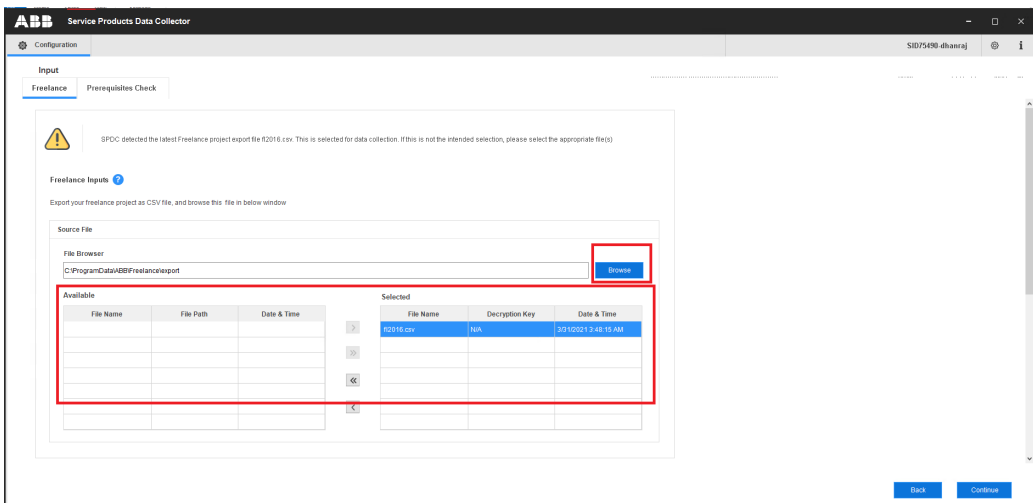 ABB Service Products Data Collector
Configuration
SID75490-dhanraj
Input
Freelance Prerequisites Check
SPDC detected the latest Freelance project export file fl2016.csv. This is selected for data collection. If this is not the intended selection, please select the appropriate file(s)
Freelance Inputs ?
Export your freelance project as CSV file, and browse this file in below window
Source File
File Browser
C:\ProgramData\ABB\Freelance\export Browse
Available Selected
File Name File Path Date & Time File Name Decryption Key Date & Time
fl2016.csv N/A 3/31/2021 3:48:15 AM
Back Continue